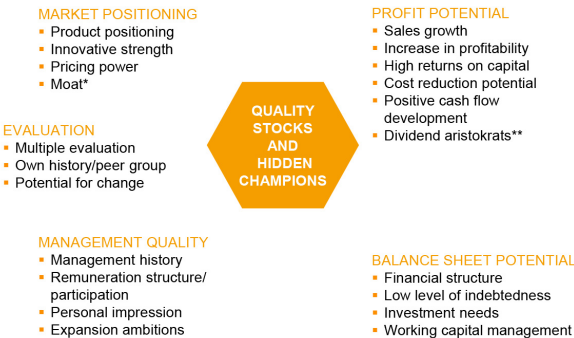 MARKET POSITIONING
▪ Product positioning
▪ Innovative strength
▪ Pricing power
▪ Moat*
PROFIT POTENTIAL
▪ Sales growth
▪ Increase in profitability
▪ High returns on capital
▪ Cost reduction potential
▪ Positive cash flow
development
▪ Dividend aristokrats**
EVALUATION
▪ Multiple evaluation
▪ Own history/peer group
▪ Potential for change
QUALITY
STOCKS
AND
HIDDEN
CHAMPIONS
MANAGEMENT QUALITY
▪ Management history
▪ Remuneration structure/
participation
▪ Personal impression
▪ Expansion ambitions
BALANCE SHEET POTENTIAL
▪ Financial structure
▪ Low level of indebtedness
▪ Investment needs
▪ Working capital management